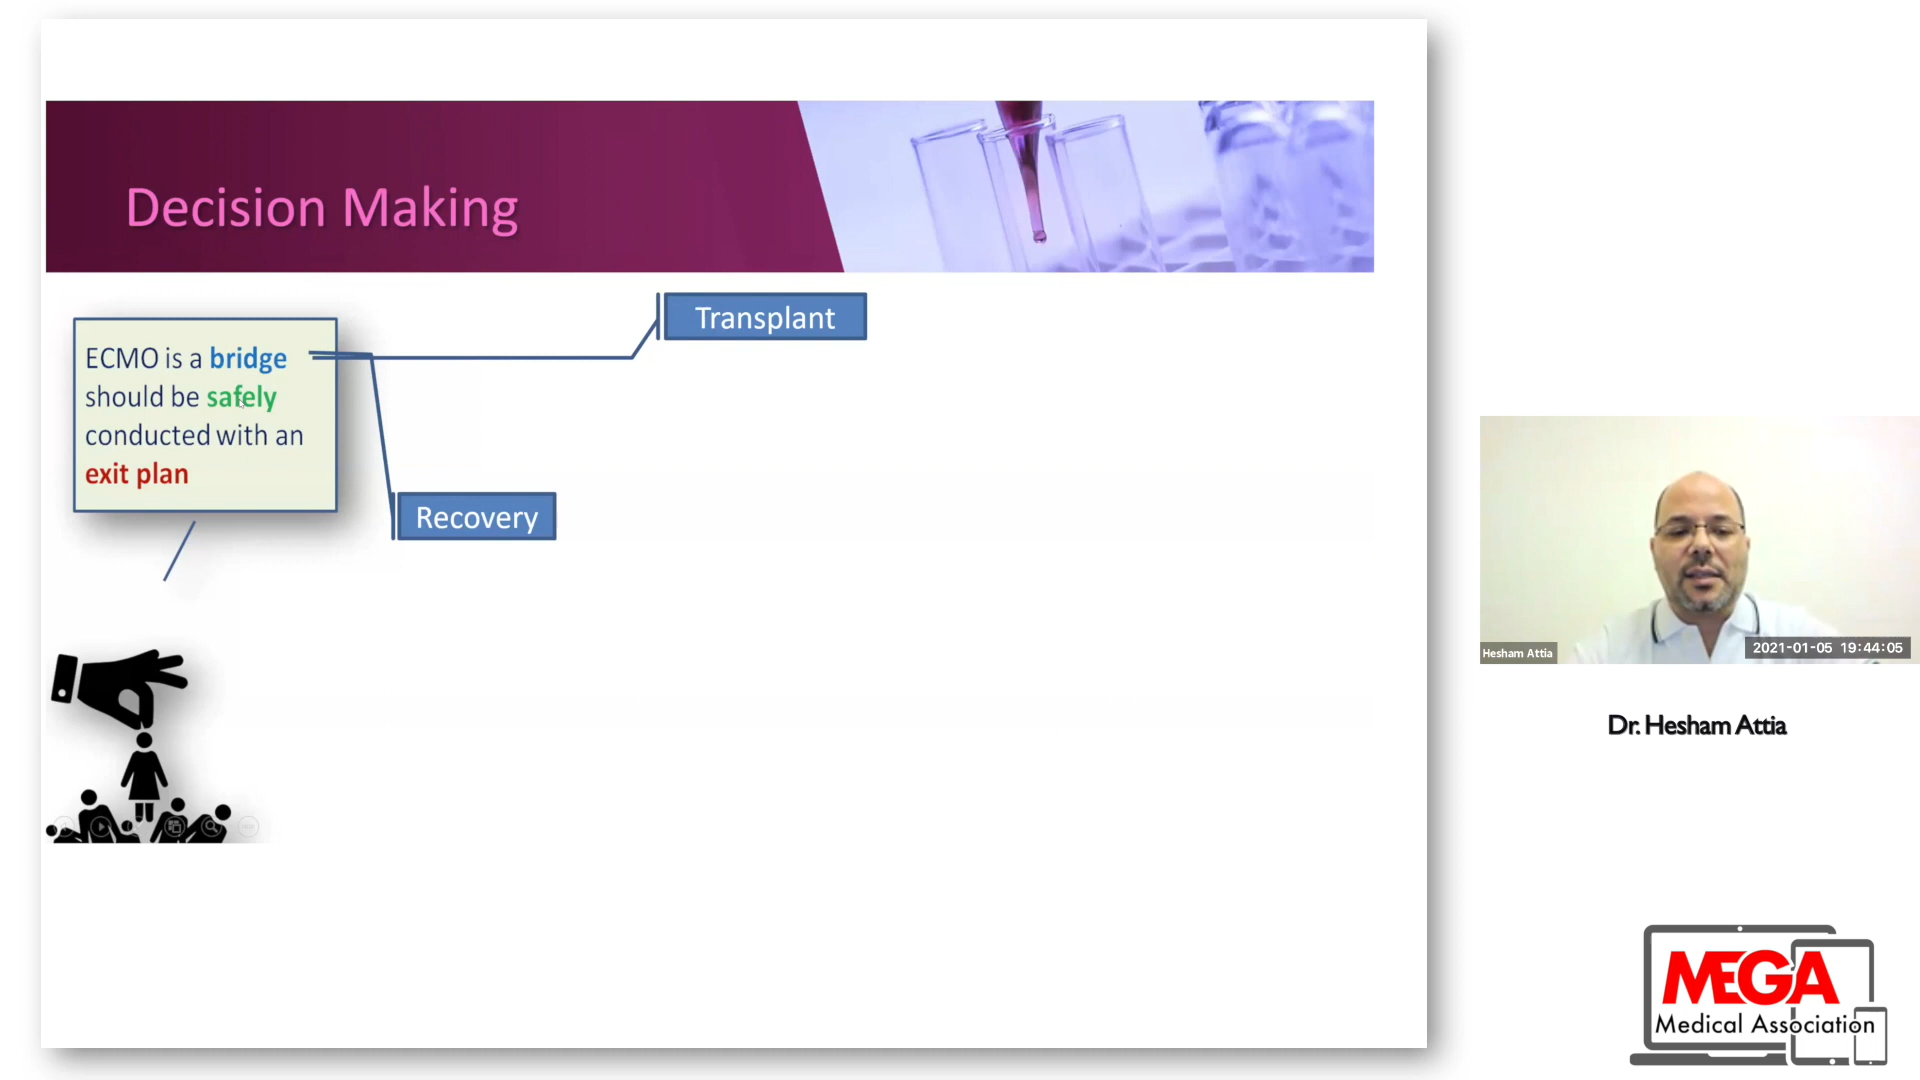 Decision Making
Transplant
ECMO is a bridge
should be safely
conducted with an
exit plan
Recovery
Hesham Attia
2021-01-05 19:44:05
Dr. Hesham Attia
MEGA
Medical Association